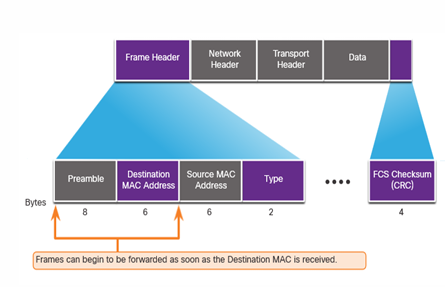 Frame Header
Network
Header
Transport
Header
Data
Preamble
Destination
MAC Address
Source MAC
Address
Type
FCS Checksum
(CRC)
Bytes
8
6
6
2
4
Frames can begin to be forwarded as soon as the Destination MAC is received.